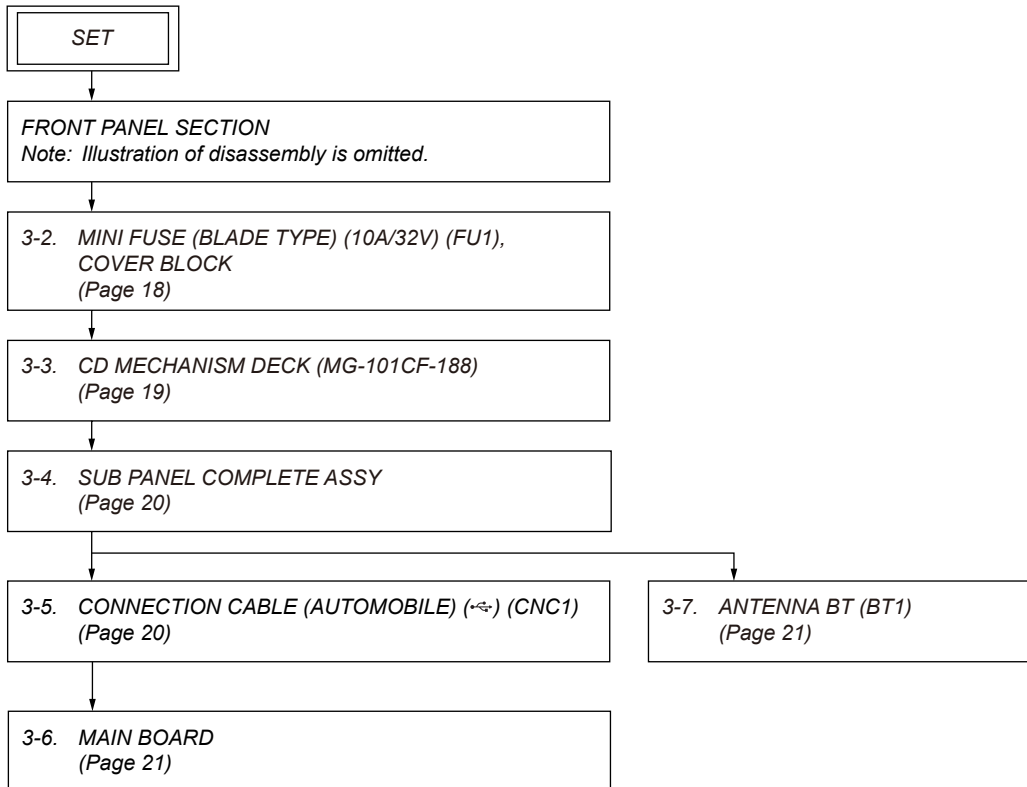 SET
FRONT PANEL SECTION
Note: Illustration of disassembly is omitted.
3-2. MINI FUSE (BLADE TYPE) (10A/32V) (FU1),
COVER BLOCK
(Page 18)
3-3. CD MECHANISM DECK (MG-101CF-188)
(Page 19)
3-4. SUB PANEL COMPLETE ASSY
(Page 20)
3-5. CONNECTION CABLE (AUTOMOBILE) () (CNC1)
(Page 20)
3-7. ANTENNA BT (BT1)
(Page 21)
3-6. MAIN BOARD
(Page 21)